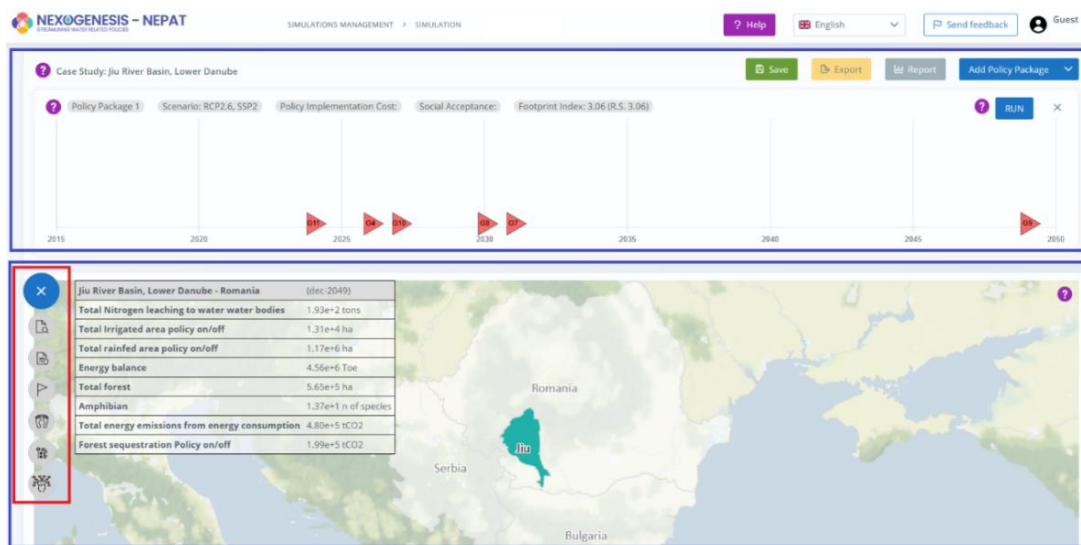 NEXOGENESIS – NEPAT
STREAMLINING WATER RELATED POLICIES
SIMULATIONS MANAGEMENT > SIMULATION
? Help
English
Send feedback
Guest
? Case Study: Jiu River Basin, Lower Danube
Save
Export
Report
Add Policy Package
? Policy Package 1 Scenario: RCP2.6, SSP2 Policy Implementation Cost: Social Acceptance: Footprint Index: 3.06 (R.S. 3.06)
? RUN ×
G11 G4 G10 G8 G7
2015 2020 2025 2030 2035 2040 2045 2050
Jiu River Basin, Lower Danube - Romania (dec-2049)
Total Nitrogen leaching to water water bodies 1.93e+2 tons
Total Irrigated area policy on/off 1.31e+4 ha
Total rainfed area policy on/off 1.17e+6 ha
Energy balance 4.56e+6 Toe
Total forest 5.65e+5 ha
Amphibian 1.37e+1 n of species
Total energy emissions from energy consumption 4.80e+5 tCO2
Forest sequestration Policy on/off 1.99e+5 tCO2
?
Romania
Jiu
Serbia
Bulgaria